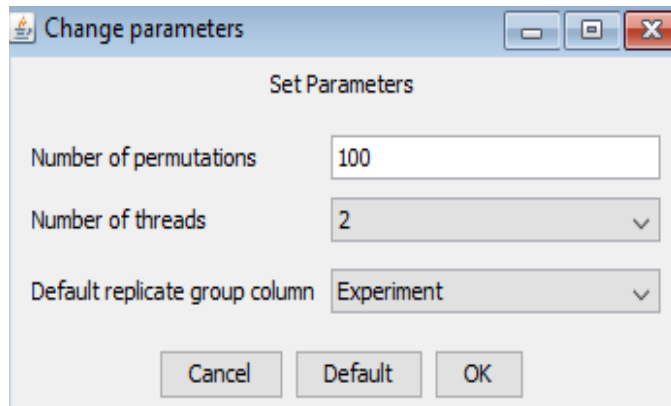 Change parameters
Set Parameters
Number of permutations 100
Number of threads 2
Default replicate group column Experiment
Cancel Default OK